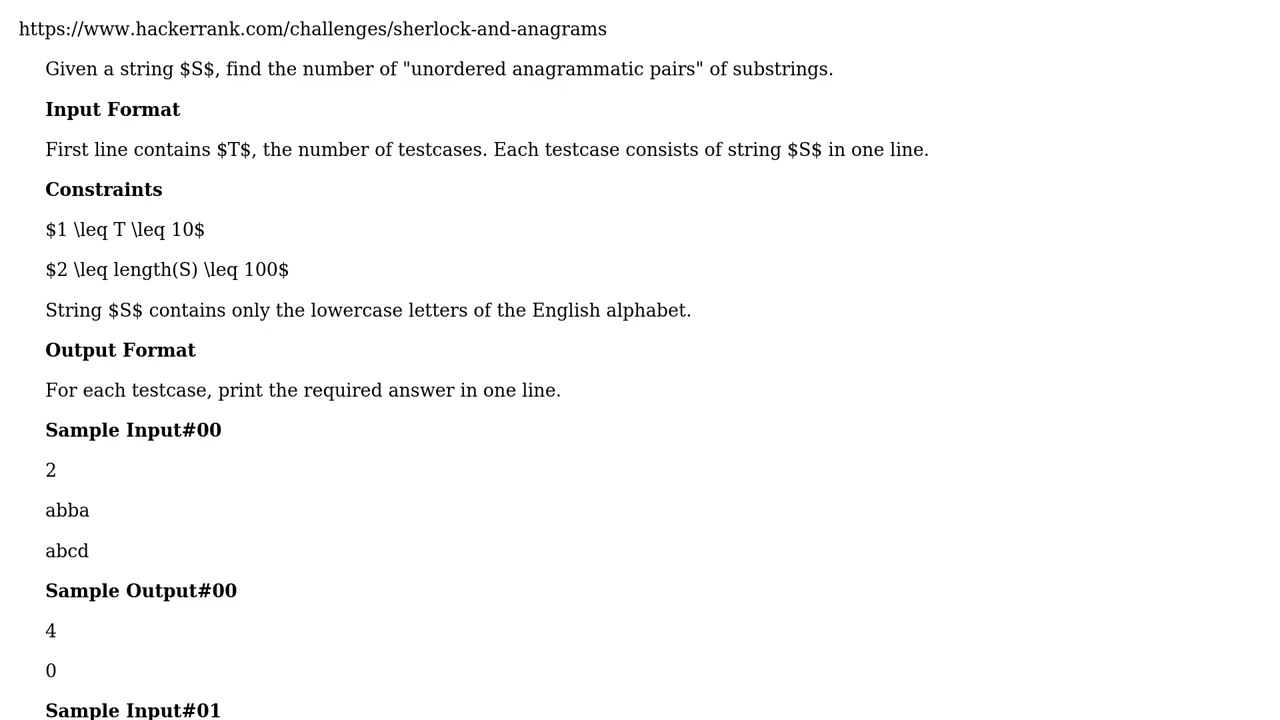 https://www.hackerrank.com/challenges/sherlock-and-anagrams
Given a string $S$, find the number of "unordered anagrammatic pairs" of substrings.
Input Format
First line contains $T$, the number of testcases. Each testcase consists of string $S$ in one line.
Constraints
$1 \leq T \leq 10$
$2 \leq length(S) \leq 100$
String $S$ contains only the lowercase letters of the English alphabet.
Output Format
For each testcase, print the required answer in one line.
Sample Input#00
2
abba
abcd
Sample Output#00
4
0
Sample Input#01